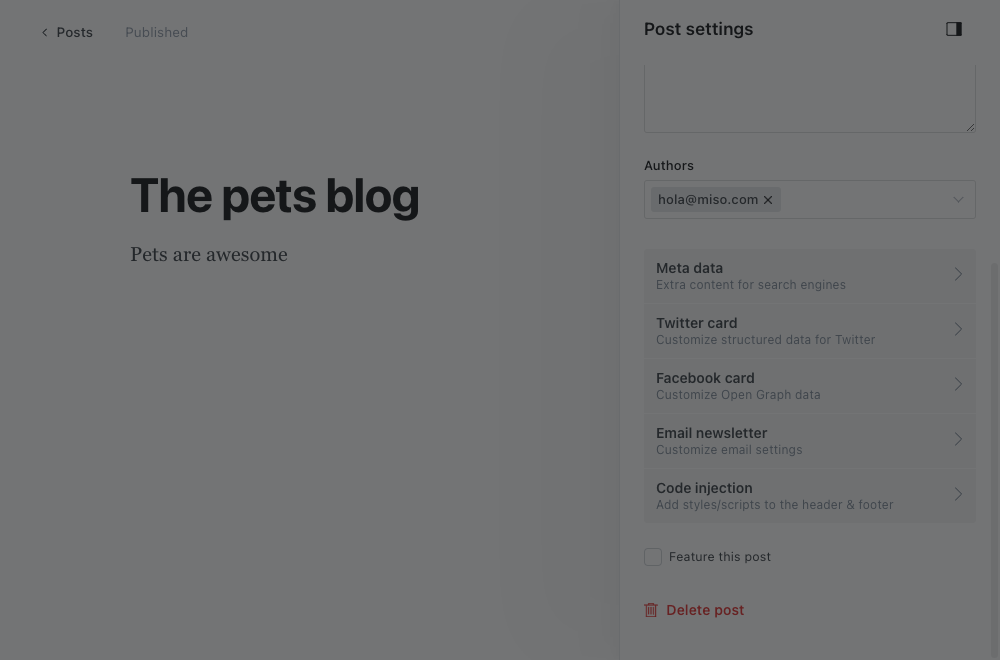 Posts
Published
The pets blog
Pets are awesome
Post settings
Authors
hola@miso.com
Meta data
Extra content for search engines
Twitter card
Customize structured data for Twitter
Facebook card
Customize Open Graph data
Email newsletter
Customize email settings
Code injection
Add styles/scripts to the header & footer
Feature this post
Delete post